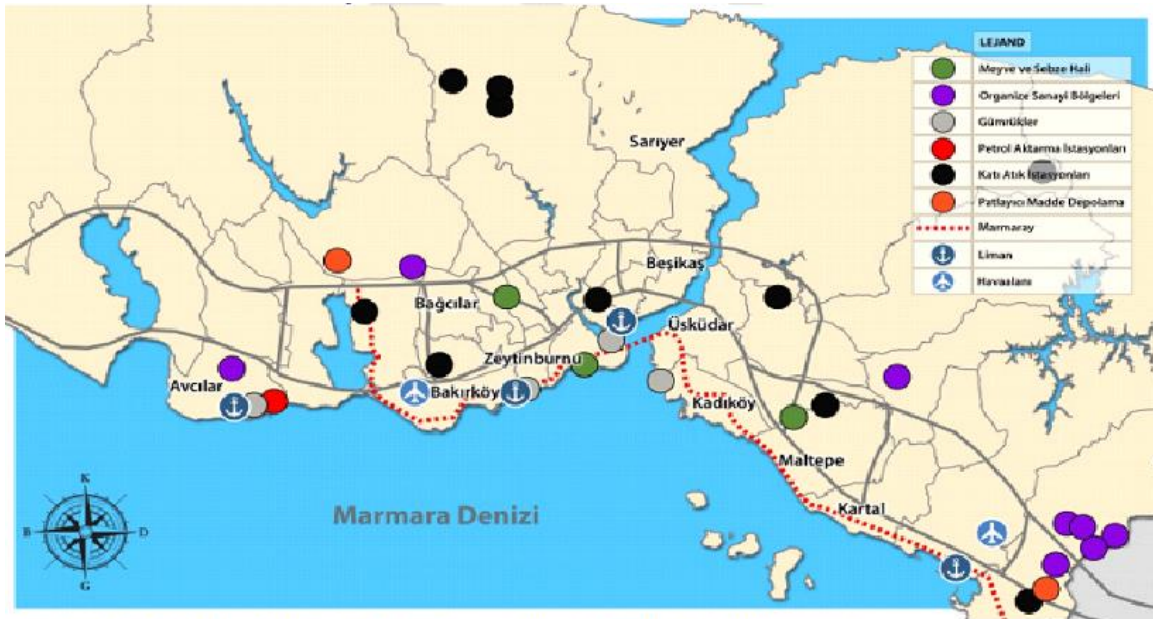 LEJAND
Meyve ve Sebze Hali
Organize Sanayi Bölgeleri
Gümrükler
Petrol Aktarma İstasyonları
Katı Atık İstasyonları
Patlayıcı Madde Depolama
Marmaray
Liman
Havaalanı
Sarıyer
Beşikaş
Bağcılar
Üsküdar
Zeytinburnu
Avcılar
Bakırköy
Kadıköy
Maltepe
Kartal
Marmara Denizi
K
B
D
G